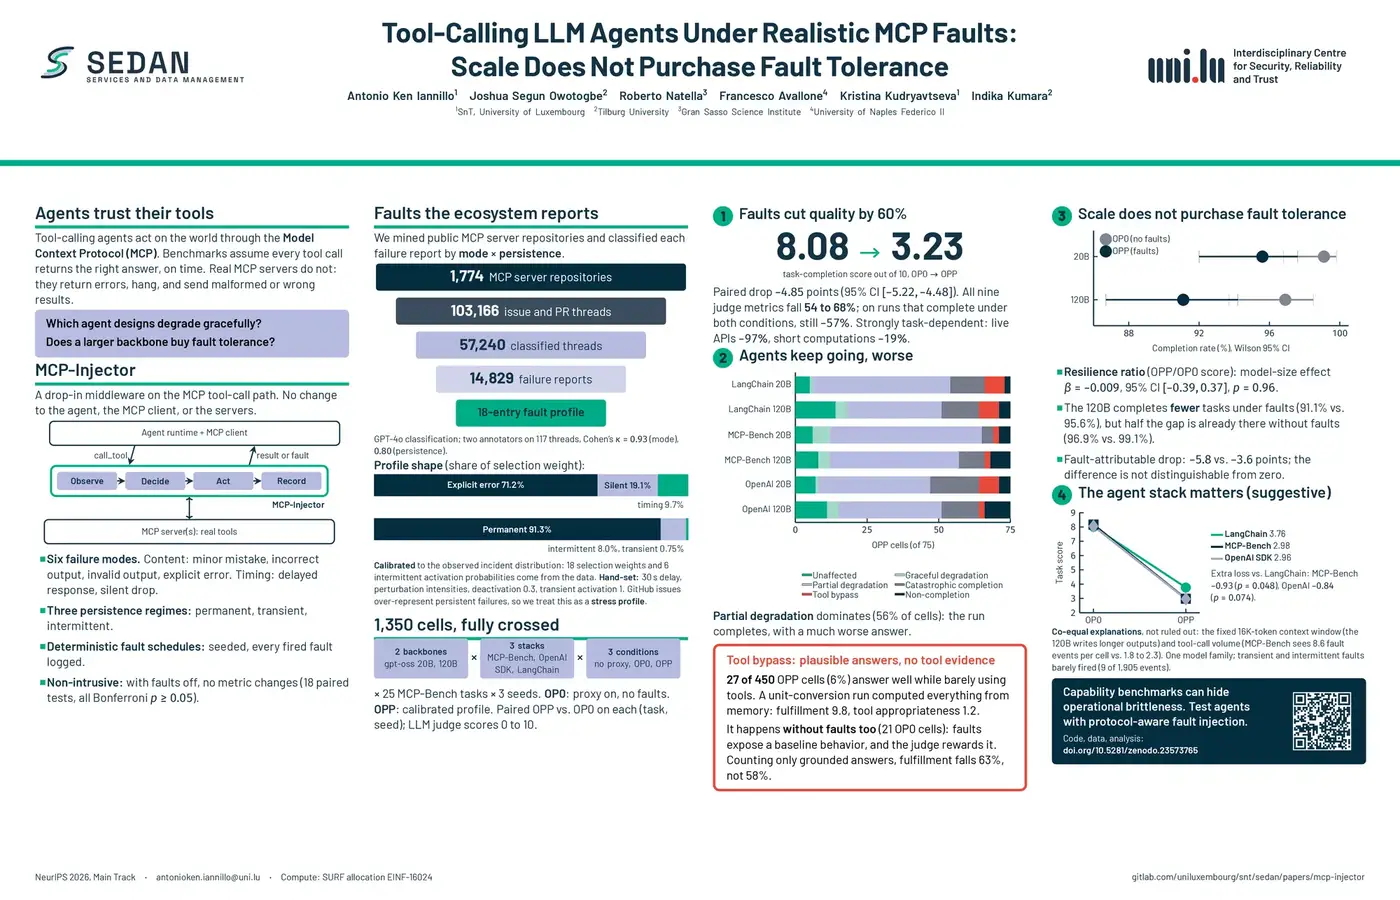 SEDAN
SERVICES AND DATA MANAGEMENT
Tool-Calling LLM Agents Under Realistic MCP Faults:
Scale Does Not Purchase Fault Tolerance
Antonio Ken Iannillo¹ Joshua Segun Owotogbe² Roberto Natella³ Francesco Avallone⁴ Kristina Kudryavtseva¹ Indika Kumara²
¹SnT, University of Luxembourg ²Tilburg University ³Gran Sasso Science Institute ⁴University of Naples Federico II
uni.lu
Interdisciplinary Centre
for Security, Reliability
and Trust
Agents trust their tools
Tool-calling agents act on the world through the Model
Context Protocol (MCP). Benchmarks assume every tool call
returns the right answer, on time. Real MCP servers do not:
they return errors, hang, and send malformed or wrong
results.
Which agent designs degrade gracefully?
Does a larger backbone buy fault tolerance?
MCP-Injector
A drop-in middleware on the MCP tool-call path. No change
to the agent, the MCP client, or the servers.
Agent runtime + MCP client
call_tool
result or fault
Observe
Decide
Act
Record
MCP-Injector
MCP server(s): real tools
Six failure modes. Content: minor mistake, incorrect
output, invalid output, explicit error. Timing: delayed
response, silent drop.
Three persistence regimes: permanent, transient,
intermittent.
Deterministic fault schedules: seeded, every fired fault
logged.
Non-intrusive: with faults off, no metric changes (18 paired
tests, all Bonferroni p ≥ 0.05).
Faults the ecosystem reports
We mined public MCP server repositories and classified each
failure report by mode × persistence.
1,774 MCP server repositories
103,166 issue and PR threads
57,240 classified threads
14,829 failure reports
18-entry fault profile
GPT-4o classification; two annotators on 117 threads, Cohen's κ = 0.93 (mode),
0.80 (persistence).
Profile shape (share of selection weight):
Explicit error 71.2%
Silent 19.1%
timing 9.7%
Permanent 91.3%
intermittent 8.0%, transient 0.75%
Calibrated to the observed incident distribution: 18 selection weights and 6
intermittent activation probabilities come from the data. Hand-set: 30 s delay,
perturbation intensities, deactivation 0.3, transient activation 1. GitHub issues
over-represent persistent failures, so we treat this as a stress profile.
1,350 cells, fully crossed
2 backbones
gpt-oss 20B, 120B
×
3 stacks
MCP-Bench, OpenAI
SDK, LangChain
×
3 conditions
no proxy, OP0, OPP
× 25 MCP-Bench tasks × 3 seeds. OP0: proxy on, no faults.
OPP: calibrated profile. Paired OPP vs. OP0 on each (task,
seed); LLM judge scores 0 to 10.
1 Faults cut quality by 60%
8.08 → 3.23
task-completion score out of 10, OP0 → OPP
Paired drop −4.85 points (95% CI [−5.22, −4.48]). All nine
judge metrics fall 54 to 68%; on runs that complete under
both conditions, still −57%. Strongly task-dependent: live
APIs −97%, short computations −19%.
2 Agents keep going, worse
LangChain 20B
LangChain 120B
MCP-Bench 20B
MCP-Bench 120B
OpenAI 20B
OpenAI 120B
0 25 50 75
OPP cells (of 75)
Unaffected
Graceful degradation
Partial degradation
Catastrophic completion
Tool bypass
Non-completion
Partial degradation dominates (56% of cells): the run
completes, with a much worse answer.
Tool bypass: plausible answers, no tool evidence
27 of 450 OPP cells (6%) answer well while barely using
tools. A unit-conversion run computed everything from
memory: fulfillment 9.8, tool appropriateness 1.2.
It happens without faults too (21 OP0 cells): faults
expose a baseline behavior, and the judge rewards it.
Counting only grounded answers, fulfillment falls 63%,
not 58%.
3 Scale does not purchase fault tolerance
OP0 (no faults)
OPP (faults)
20B
120B
88 92 96 100
Completion rate (%), Wilson 95% CI
Resilience ratio (OPP/OP0 score): model-size effect
β = −0.009, 95% CI [−0.39, 0.37], p = 0.96.
The 120B completes fewer tasks under faults (91.1% vs.
95.6%), but half the gap is already there without faults
(96.9% vs. 99.1%).
Fault-attributable drop: −5.8 vs. −3.6 points; the
difference is not distinguishable from zero.
4 The agent stack matters (suggestive)
Task score
9
8
7
6
5
4
3
2
OP0
OPP
LangChain 3.76
MCP-Bench 2.98
OpenAI SDK 2.96
Extra loss vs. LangChain: MCP-Bench
−0.93 (p = 0.048), OpenAI −0.84
(p = 0.074).
Co-equal explanations, not ruled out: the fixed 16K-token context window (the
120B writes longer outputs) and tool-call volume (MCP-Bench sees 8.6 fault
events per cell vs. 1.8 to 2.3). One model family; transient and intermittent faults
barely fired (9 of 1,905 events).
Capability benchmarks can hide
operational brittleness. Test agents
with protocol-aware fault injection.
Code, data, analysis:
doi.org/10.5281/zenodo.23573765
NeurIPS 2026, Main Track · antonioken.iannillo@uni.lu · Compute: SURF allocation EINF-16024
gitlab.com/uniluxembourg/snt/sedan/papers/mcp-injector